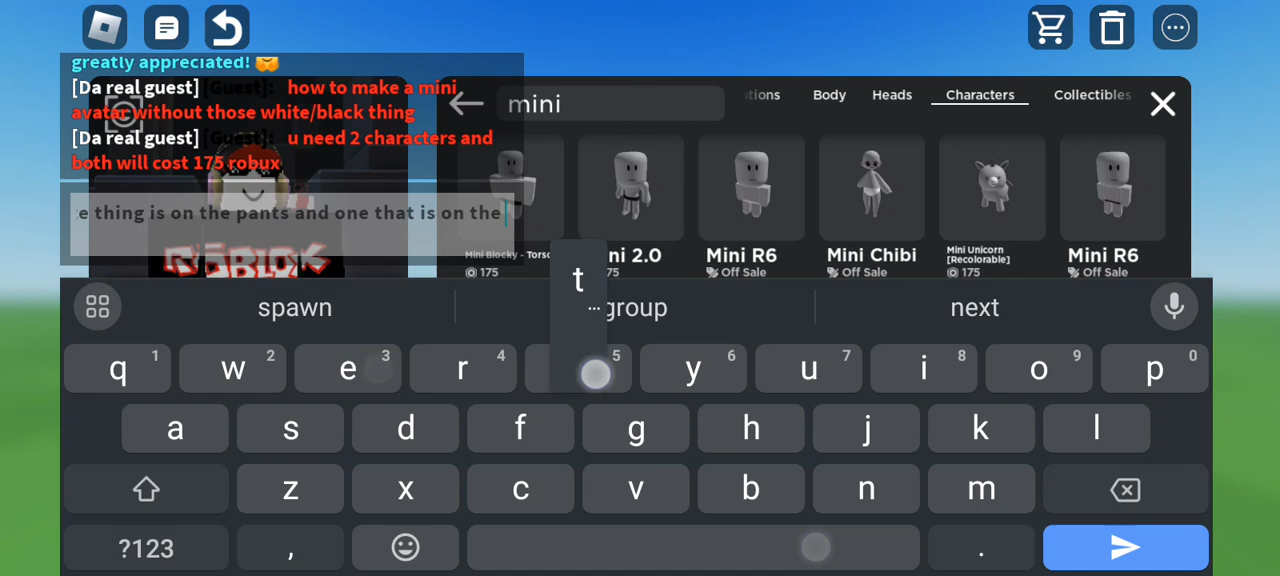 greatly appreciated! 🤗
[Da real guest] [Guest]: how to make a mini
avatar without those white/black thing
[Da real guest] [Guest]: u need 2 characters and
both will cost 175 robux
e thing is on the pants and one that is on the
ROBLOX
mini
tions Body Heads Characters Collectibles
Mini Blocky - Torso
175
ni 2.0
75
Mini R6
Off Sale
Mini Chibi
Off Sale
Mini Unicorn
[Recolorable]
175
Mini R6
Off Sale
t
...
spawn group next
q 1 w 2 e 3 r 4 5 y 6 u 7 i 8 o 9 p 0
a s d f g h j k l
z x c v b n m
?123 , .